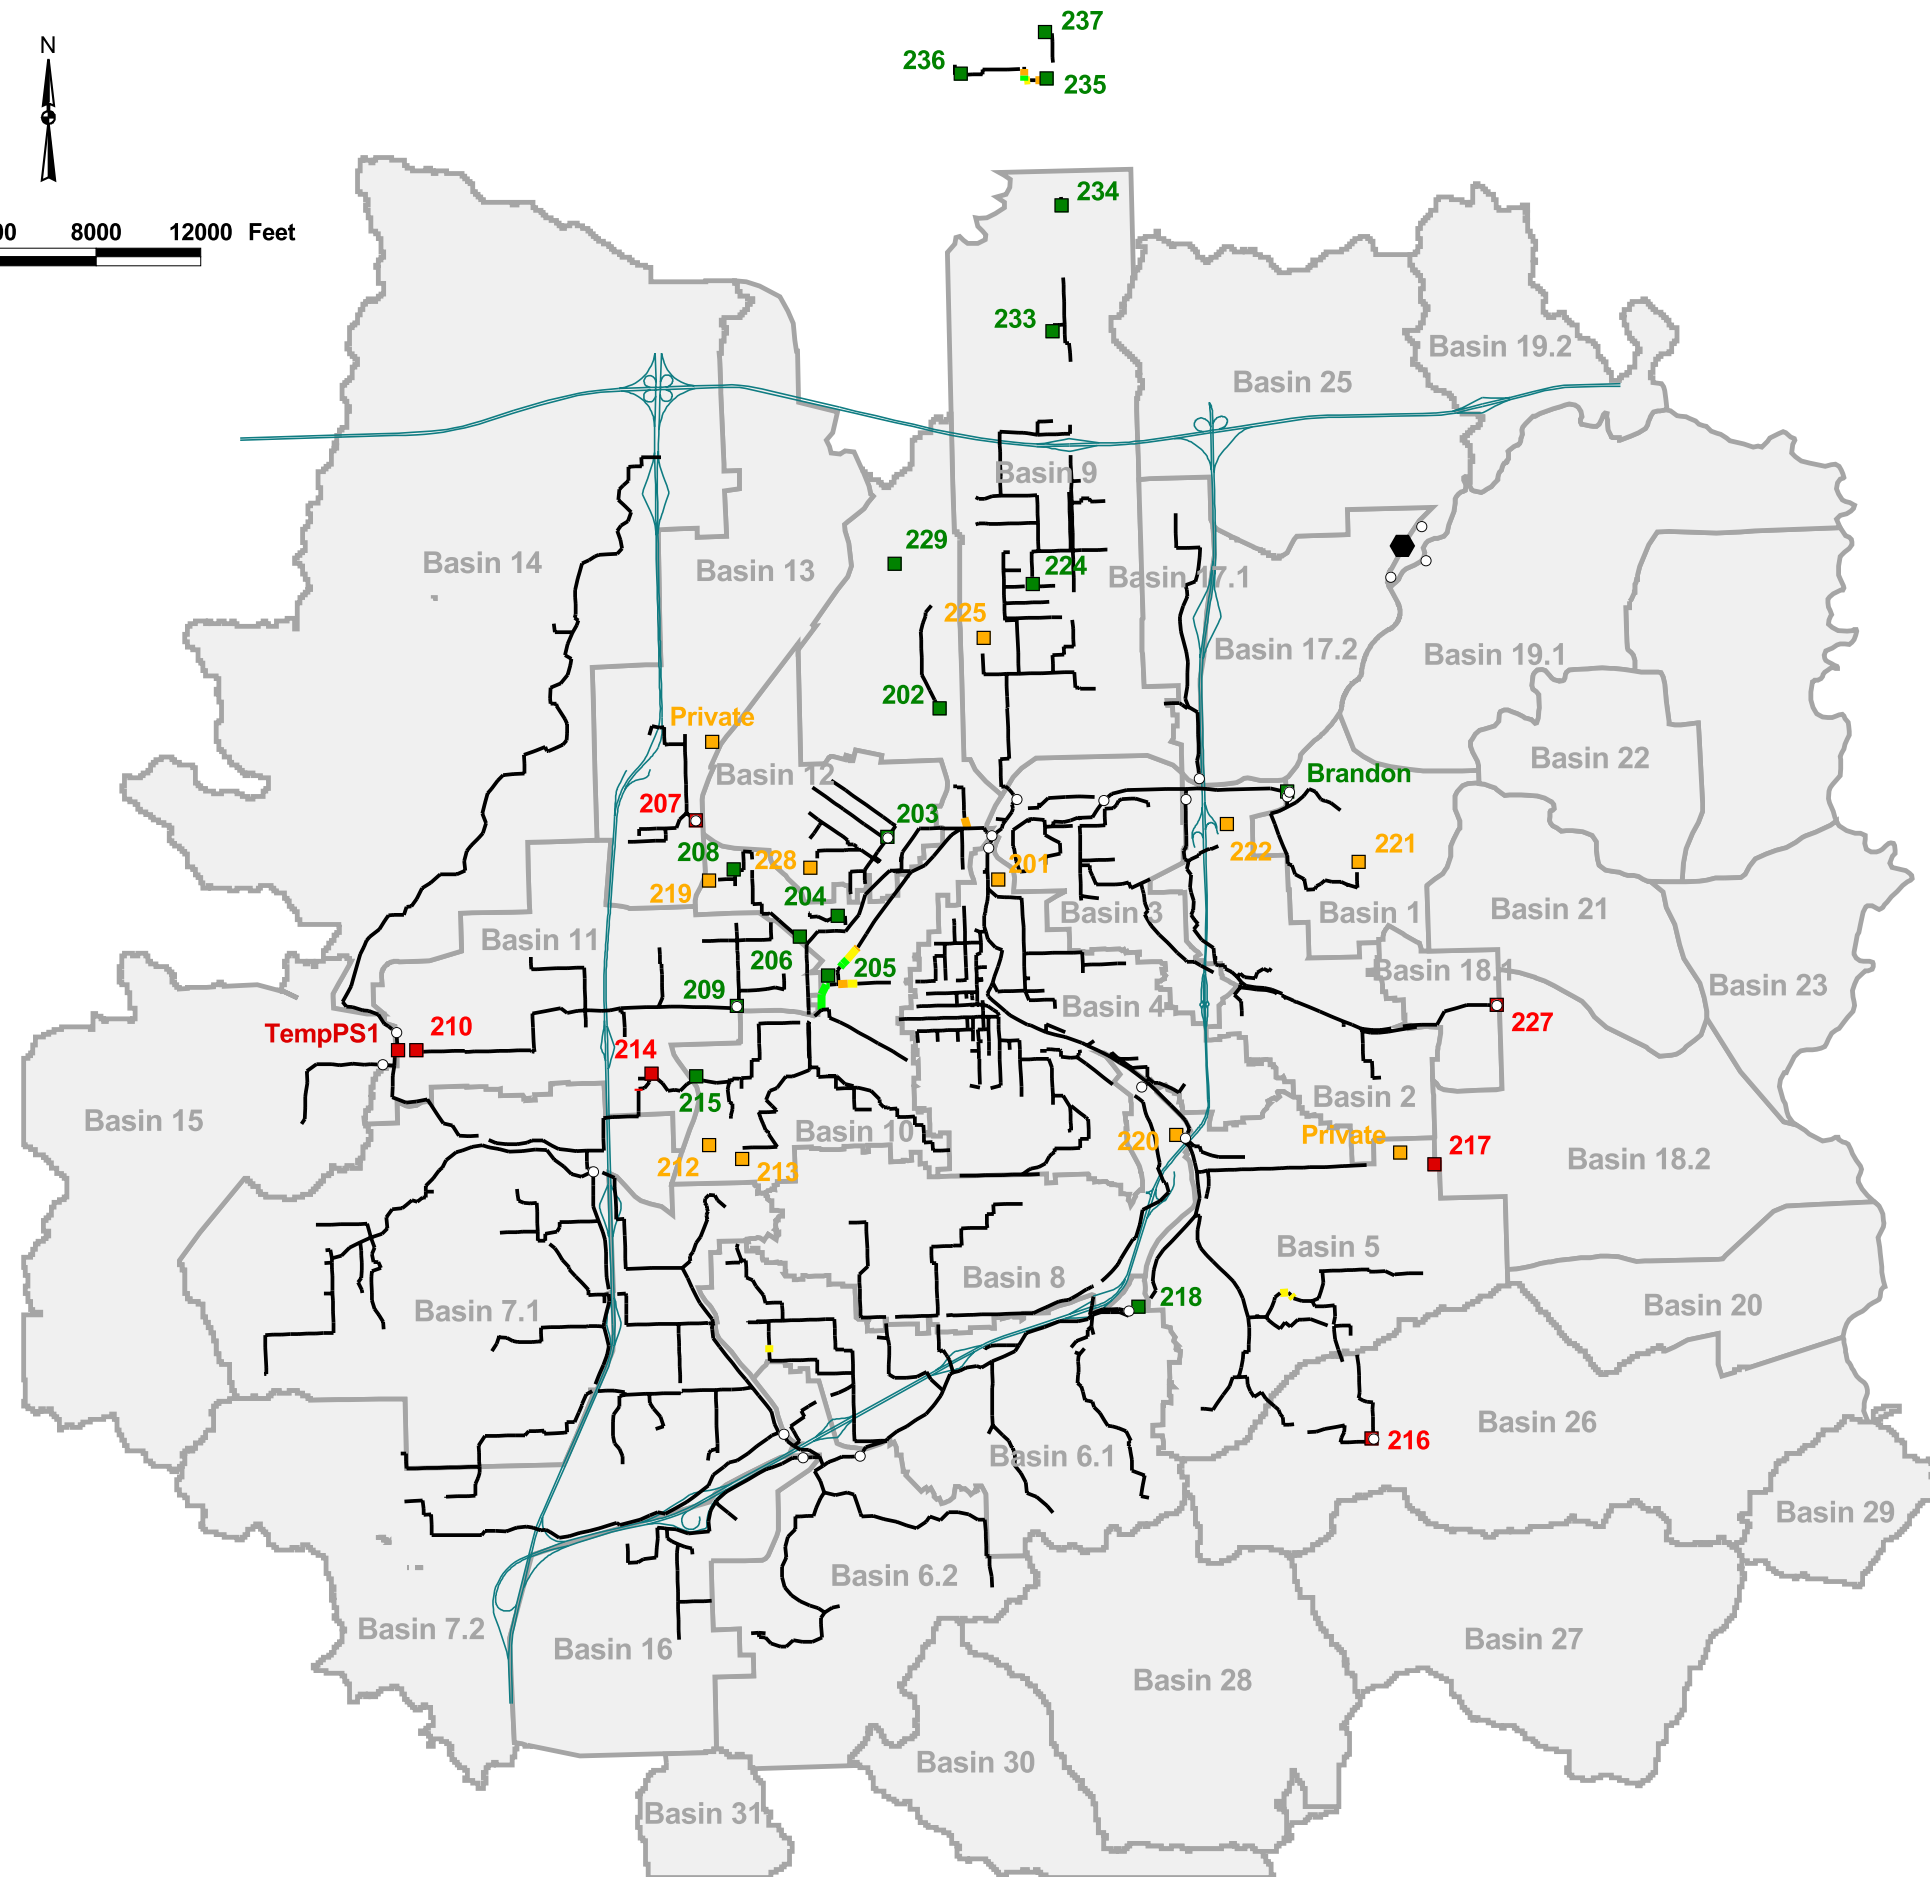 237
236
235
N
234
00 8000 12000 Feet
233
Basin 19.2
Basin 25
Basin 9
229
Basin 14
224
Basin 13
Basin 17.1
225
Basin 17.2
Basin 19.1
202
Private
Basin 22
Basin 12
Brandon
207
203
208
228
222
221
201
219
204
Basin 3
Basin 1
Basin 21
Basin 11
206
205
Basin 18.1
209
Basin 23
Basin 4
TempPS1
210
227
214
Basin 2
215
Basin 15
Basin 10
220
Private
217
212
213
Basin 18.2
Basin 5
Basin 8
218
Basin 20
Basin 7.1
Basin 26
216
Basin 6.1
Basin 29
Basin 6.2
Basin 7.2
Basin 16
Basin 27
Basin 28
Basin 30
Basin 31